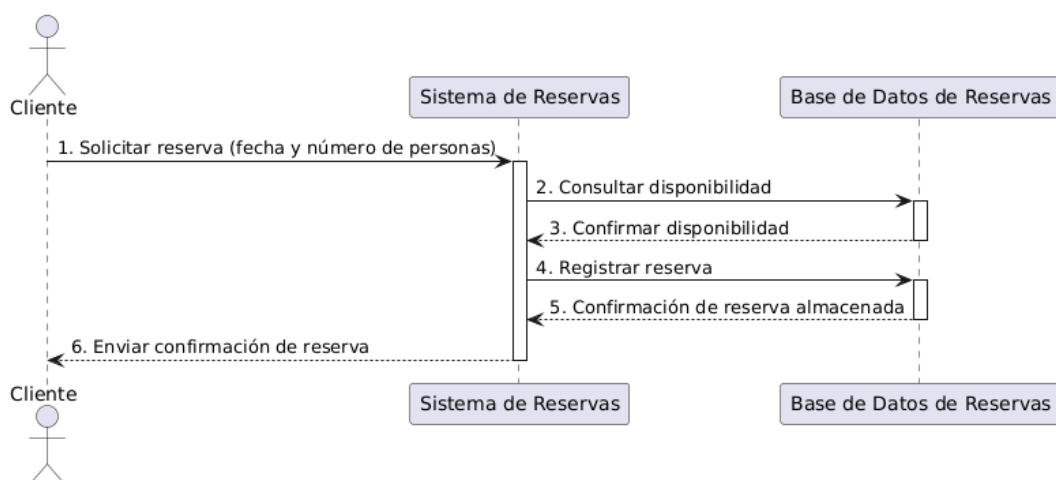 Cliente
Sistema de Reservas
Base de Datos de Reservas
1. Solicitar reserva (fecha y número de personas)
2. Consultar disponibilidad
3. Confirmar disponibilidad
4. Registrar reserva
5. Confirmación de reserva almacenada
6. Enviar confirmación de reserva
Cliente
Sistema de Reservas
Base de Datos de Reservas